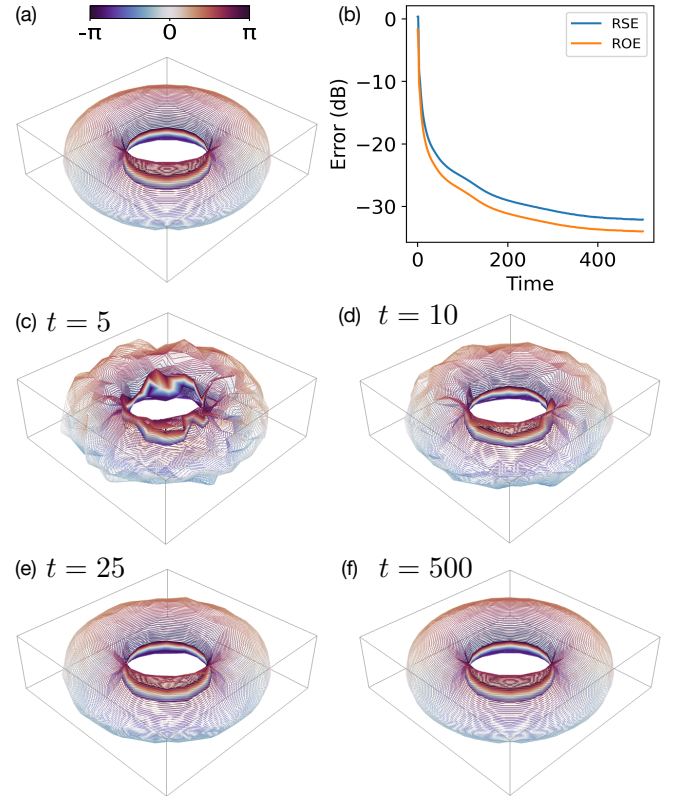 (a)
-π 0 π
(b)
0
−10
−20
−30
Error (dB)
RSE
ROE
0 200 400
Time
(c) t = 5
(d) t = 10
(e) t = 25
(f) t = 500